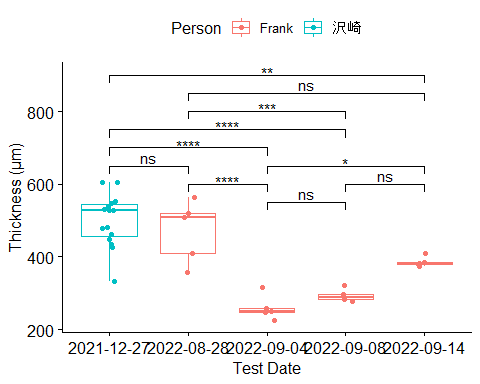 Person Frank 沢崎
**
ns
***
****
****
*
ns
ns
****
ns
800
600
400
200
Thickness (µm)
2021-12-27 2022-08-28 2022-09-04 2022-09-08 2022-09-14
Test Date